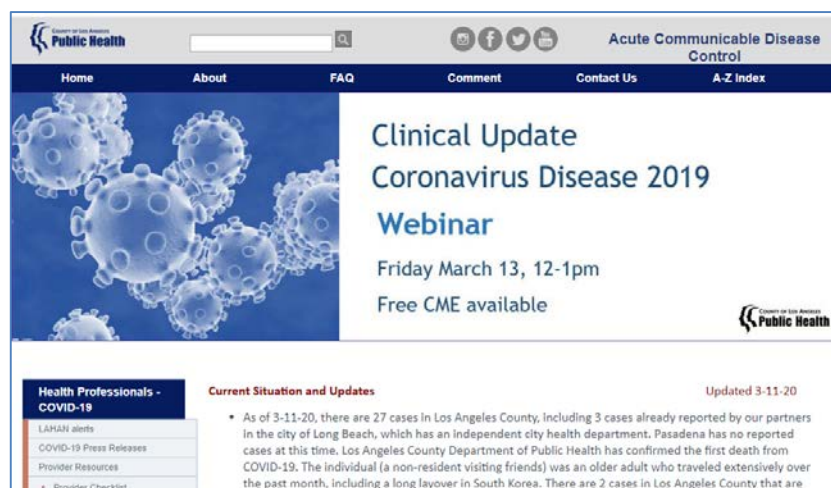 COUNTY OF LOS ANGELES
Public Health
Acute Communicable Disease
Control
Home About FAQ Comment Contact Us A-Z Index
Clinical Update
Coronavirus Disease 2019
Webinar
Friday March 13, 12-1pm
Free CME available
COUNTY OF LOS ANGELES
Public Health
Health Professionals -
COVID-19
LAHAN alerts
COVID-19 Press Releases
Provider Resources
• Provider Checklist
Current Situation and Updates Updated 3-11-20
• As of 3-11-20, there are 27 cases in Los Angeles County, including 3 cases already reported by our partners
in the city of Long Beach, which has an independent city health department. Pasadena has no reported
cases at this time. Los Angeles County Department of Public Health has confirmed the first death from
COVID-19. The individual (a non-resident visiting friends) was an older adult who traveled extensively over
the past month, including a long layover in South Korea. There are 2 cases in Los Angeles County that are